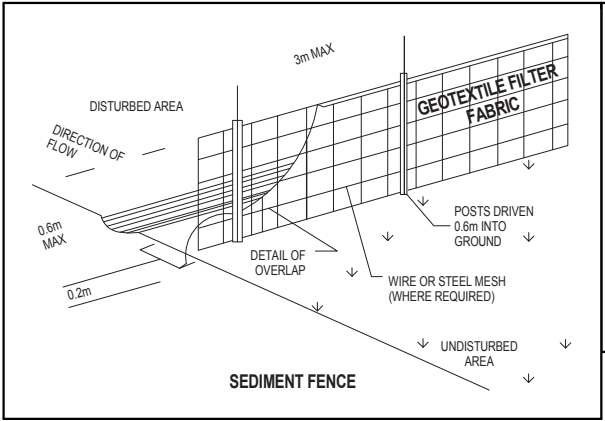 3m MAX
DISTURBED AREA
GEOTEXTILE FILTER
FABRIC
DIRECTION OF
FLOW
0.6m
MAX
0.2m
DETAIL OF
OVERLAP
POSTS DRIVEN
0.6m INTO
GROUND
WIRE OR STEEL MESH
(WHERE REQUIRED)
UNDISTURBED
AREA
SEDIMENT FENCE